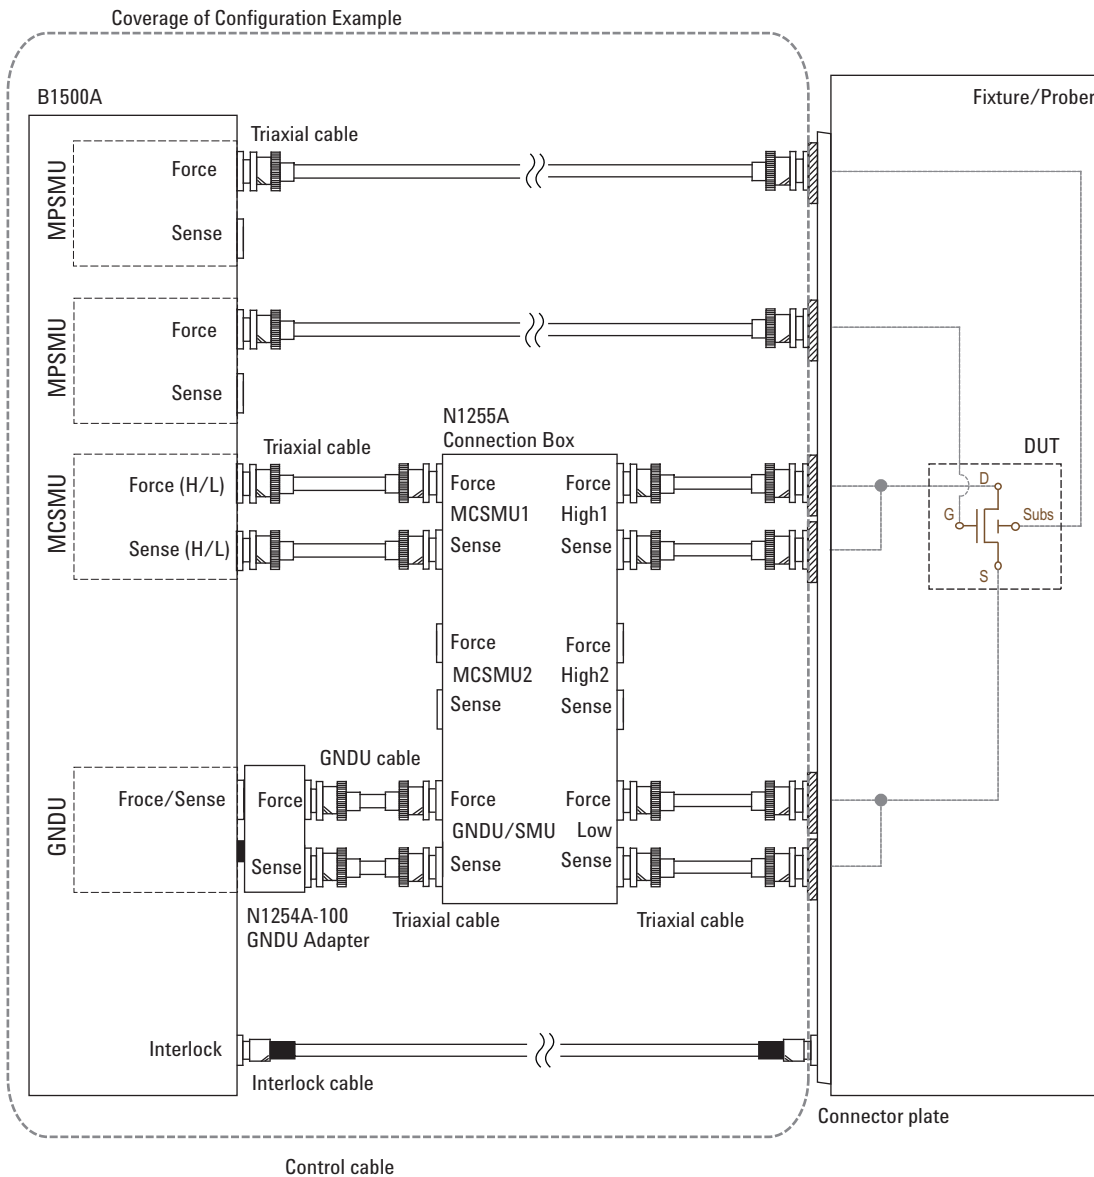 Coverage of Configuration Example
B1500A
Fixture/Prober
Triaxial cable
MPSMU
Force
Sense
MPSMU
Force
Sense
N1255A
Connection Box
Triaxial cable
DUT
MCSMU
Force (H/L)
Sense (H/L)
Force
MCSMU1
Sense
Force
High1
Sense
D
G
Subs
S
Force
MCSMU2
Sense
Force
High2
Sense
GNDU cable
GNDU
Froce/Sense
Force
Sense
Force
GNDU/SMU
Sense
Force
Low
Sense
N1254A-100
GNDU Adapter
Triaxial cable
Triaxial cable
Interlock
Interlock cable
Connector plate
Control cable